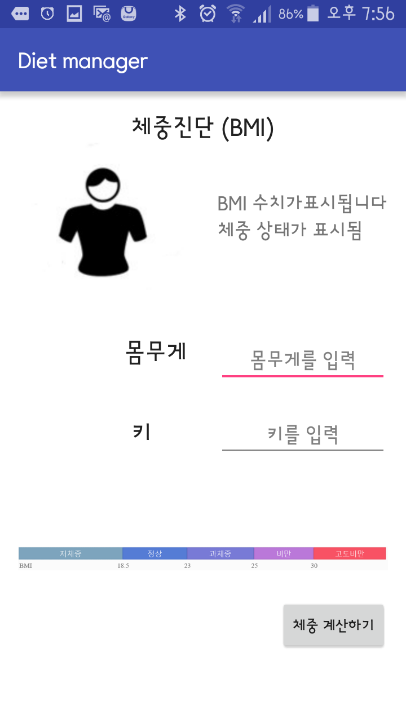 86% 오후 7:56
Diet manager
체중진단 (BMI)
BMI 수치가표시됩니다
체중 상태가 표시됨
몸무게 몸무게를 입력
키 키를 입력
저체중 정상 과체중 비만 고도비만
BMI 18.5 23 25 30
체중 계산하기